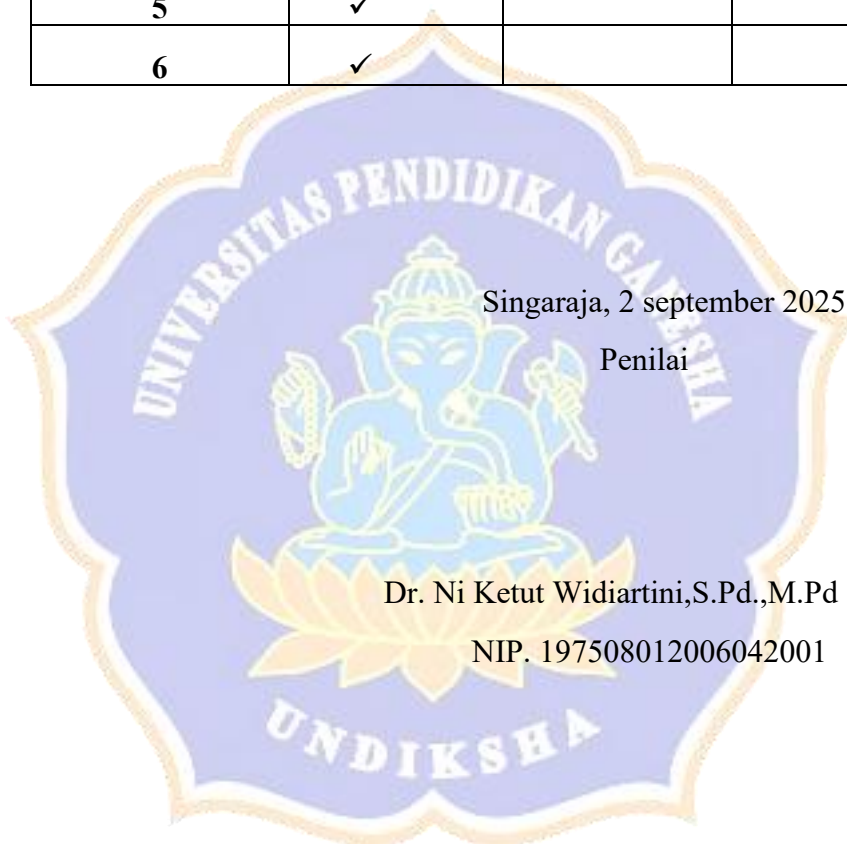 5 ✓
6 ✓
UNIVERSITAS PENDIDIKAN GANESHA
Singaraja, 2 september 2025
Penilai
Dr. Ni Ketut Widiartini,S.Pd.,M.Pd
NIP. 197508012006042001
UNDIKSHA